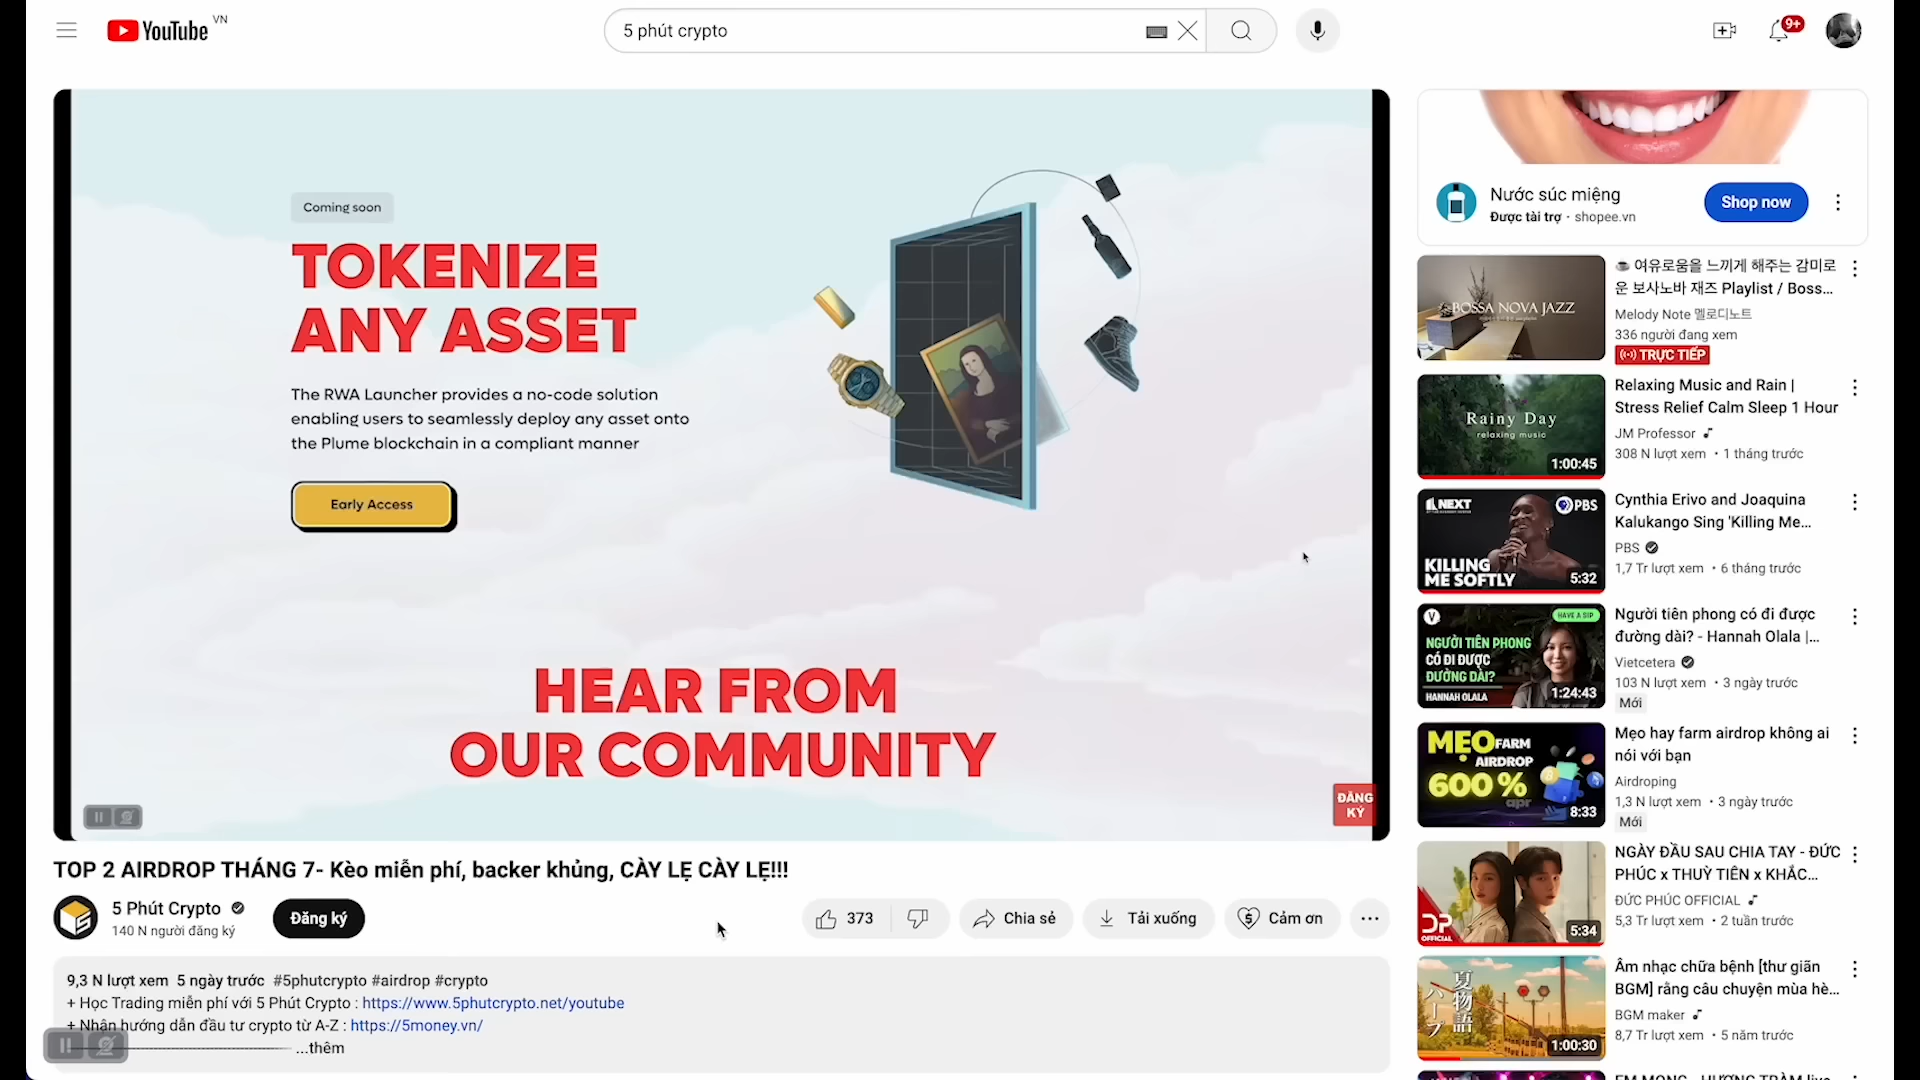 YouTube VN
5 phút crypto
9+
Coming soon
TOKENIZE
ANY ASSET
The RWA Launcher provides a no-code solution
enabling users to seamlessly deploy any asset onto
the Plume blockchain in a compliant manner
Early Access
HEAR FROM
OUR COMMUNITY
ĐĂNG
KÝ
TOP 2 AIRDROP THÁNG 7- Kèo miễn phí, backer khủng, CÀY LẸ CÀY LẸ!!!
5 Phút Crypto
140 N người đăng ký
Đăng ký
373
Chia sẻ
Tải xuống
Cảm ơn
9,3 N lượt xem 5 ngày trước #5phutcrypto #airdrop #crypto
+ Học Trading miễn phí với 5 Phút Crypto : https://www.5phutcrypto.net/youtube
+ Nhận hướng dẫn đầu tư crypto từ A-Z : https://5money.vn/
...thêm
Nước súc miệng
Được tài trợ · shopee.vn
Shop now
BOSSA NOVA JAZZ
☕ 여유로움을 느끼게 해주는 감미로
운 보사노바 재즈 Playlist / Boss...
Melody Note 멜로디노트
336 người đang xem
TRỰC TIẾP
Rainy Day
relaxing music
1:00:45
Relaxing Music and Rain |
Stress Relief Calm Sleep 1 Hour
JM Professor
308 N lượt xem • 1 tháng trước
NEXT
PBS
KILLING
ME SOFTLY
5:32
Cynthia Erivo and Joaquina
Kalukango Sing 'Killing Me...
PBS
1,7 Tr lượt xem • 6 tháng trước
HAVE A SIP
NGƯỜI TIÊN PHONG
CÓ ĐI ĐƯỢC
ĐƯỜNG DÀI?
HANNAH OLALA
1:24:43
Người tiên phong có đi được
đường dài? - Hannah Olala |...
Vietcetera
103 N lượt xem • 3 ngày trước
Mới
MẸO FARM
AIRDROP
600 %
apr
8:33
Mẹo hay farm airdrop không ai
nói với bạn
Airdroping
1,3 N lượt xem • 3 ngày trước
Mới
DP
OFFICIAL
5:34
NGÀY ĐẦU SAU CHIA TAY - ĐỨC
PHÚC x THUỲ TIÊN x KHẮC...
ĐỨC PHÚC OFFICIAL
5,3 Tr lượt xem • 2 tuần trước
夏物語
ハープ
1:00:30
Âm nhạc chữa bệnh [thư giãn
BGM] rằng câu chuyện mùa hè...
BGM maker
8,7 Tr lượt xem • 5 năm trước